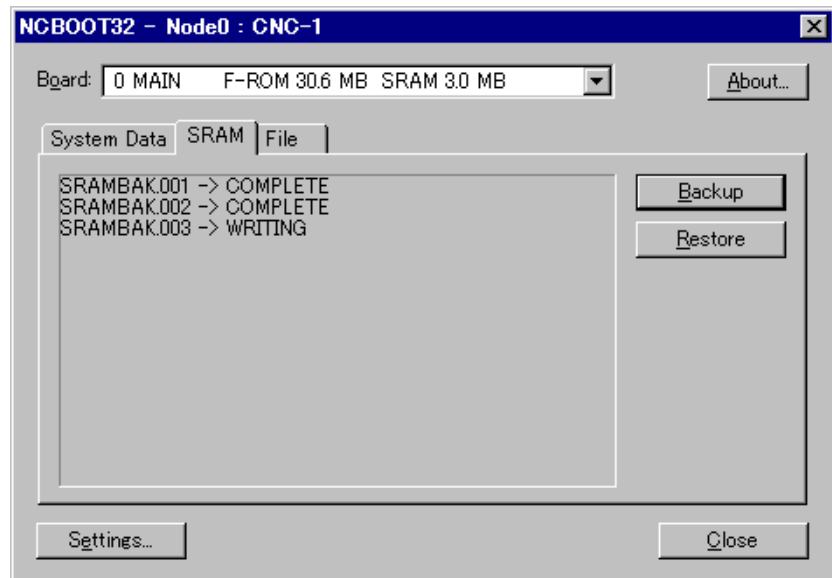 NCBOOT32 - Node0 : CNC-1
Board: 0 MAIN F-ROM 30.6 MB SRAM 3.0 MB
About...
System Data SRAM File
SRAMBAK.001 -> COMPLETE
SRAMBAK.002 -> COMPLETE
SRAMBAK.003 -> WRITING
Backup
Restore
Settings...
Close